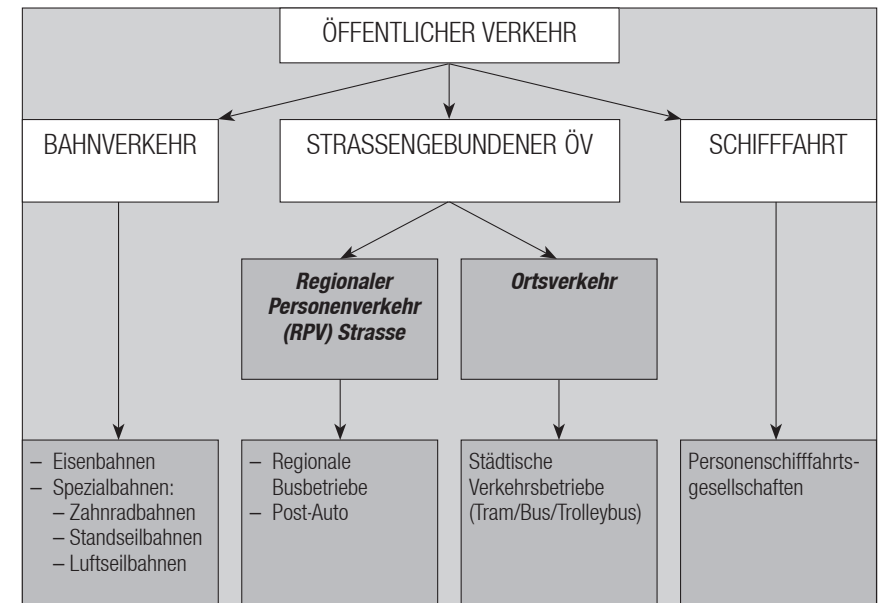 ÖFFENTLICHER VERKEHR
BAHNVERKEHR
STRASSENGEBUNDENER ÖV
SCHIFFFAHRT
Regionaler
Personenverkehr
(RPV) Strasse
Ortsverkehr
– Eisenbahnen
– Spezialbahnen:
– Zahnradbahnen
– Standseilbahnen
– Luftseilbahnen
– Regionale
Busbetriebe
– Post-Auto
Städtische
Verkehrsbetriebe
(Tram/Bus/Trolleybus)
Personenschifffahrts-
gesellschaften